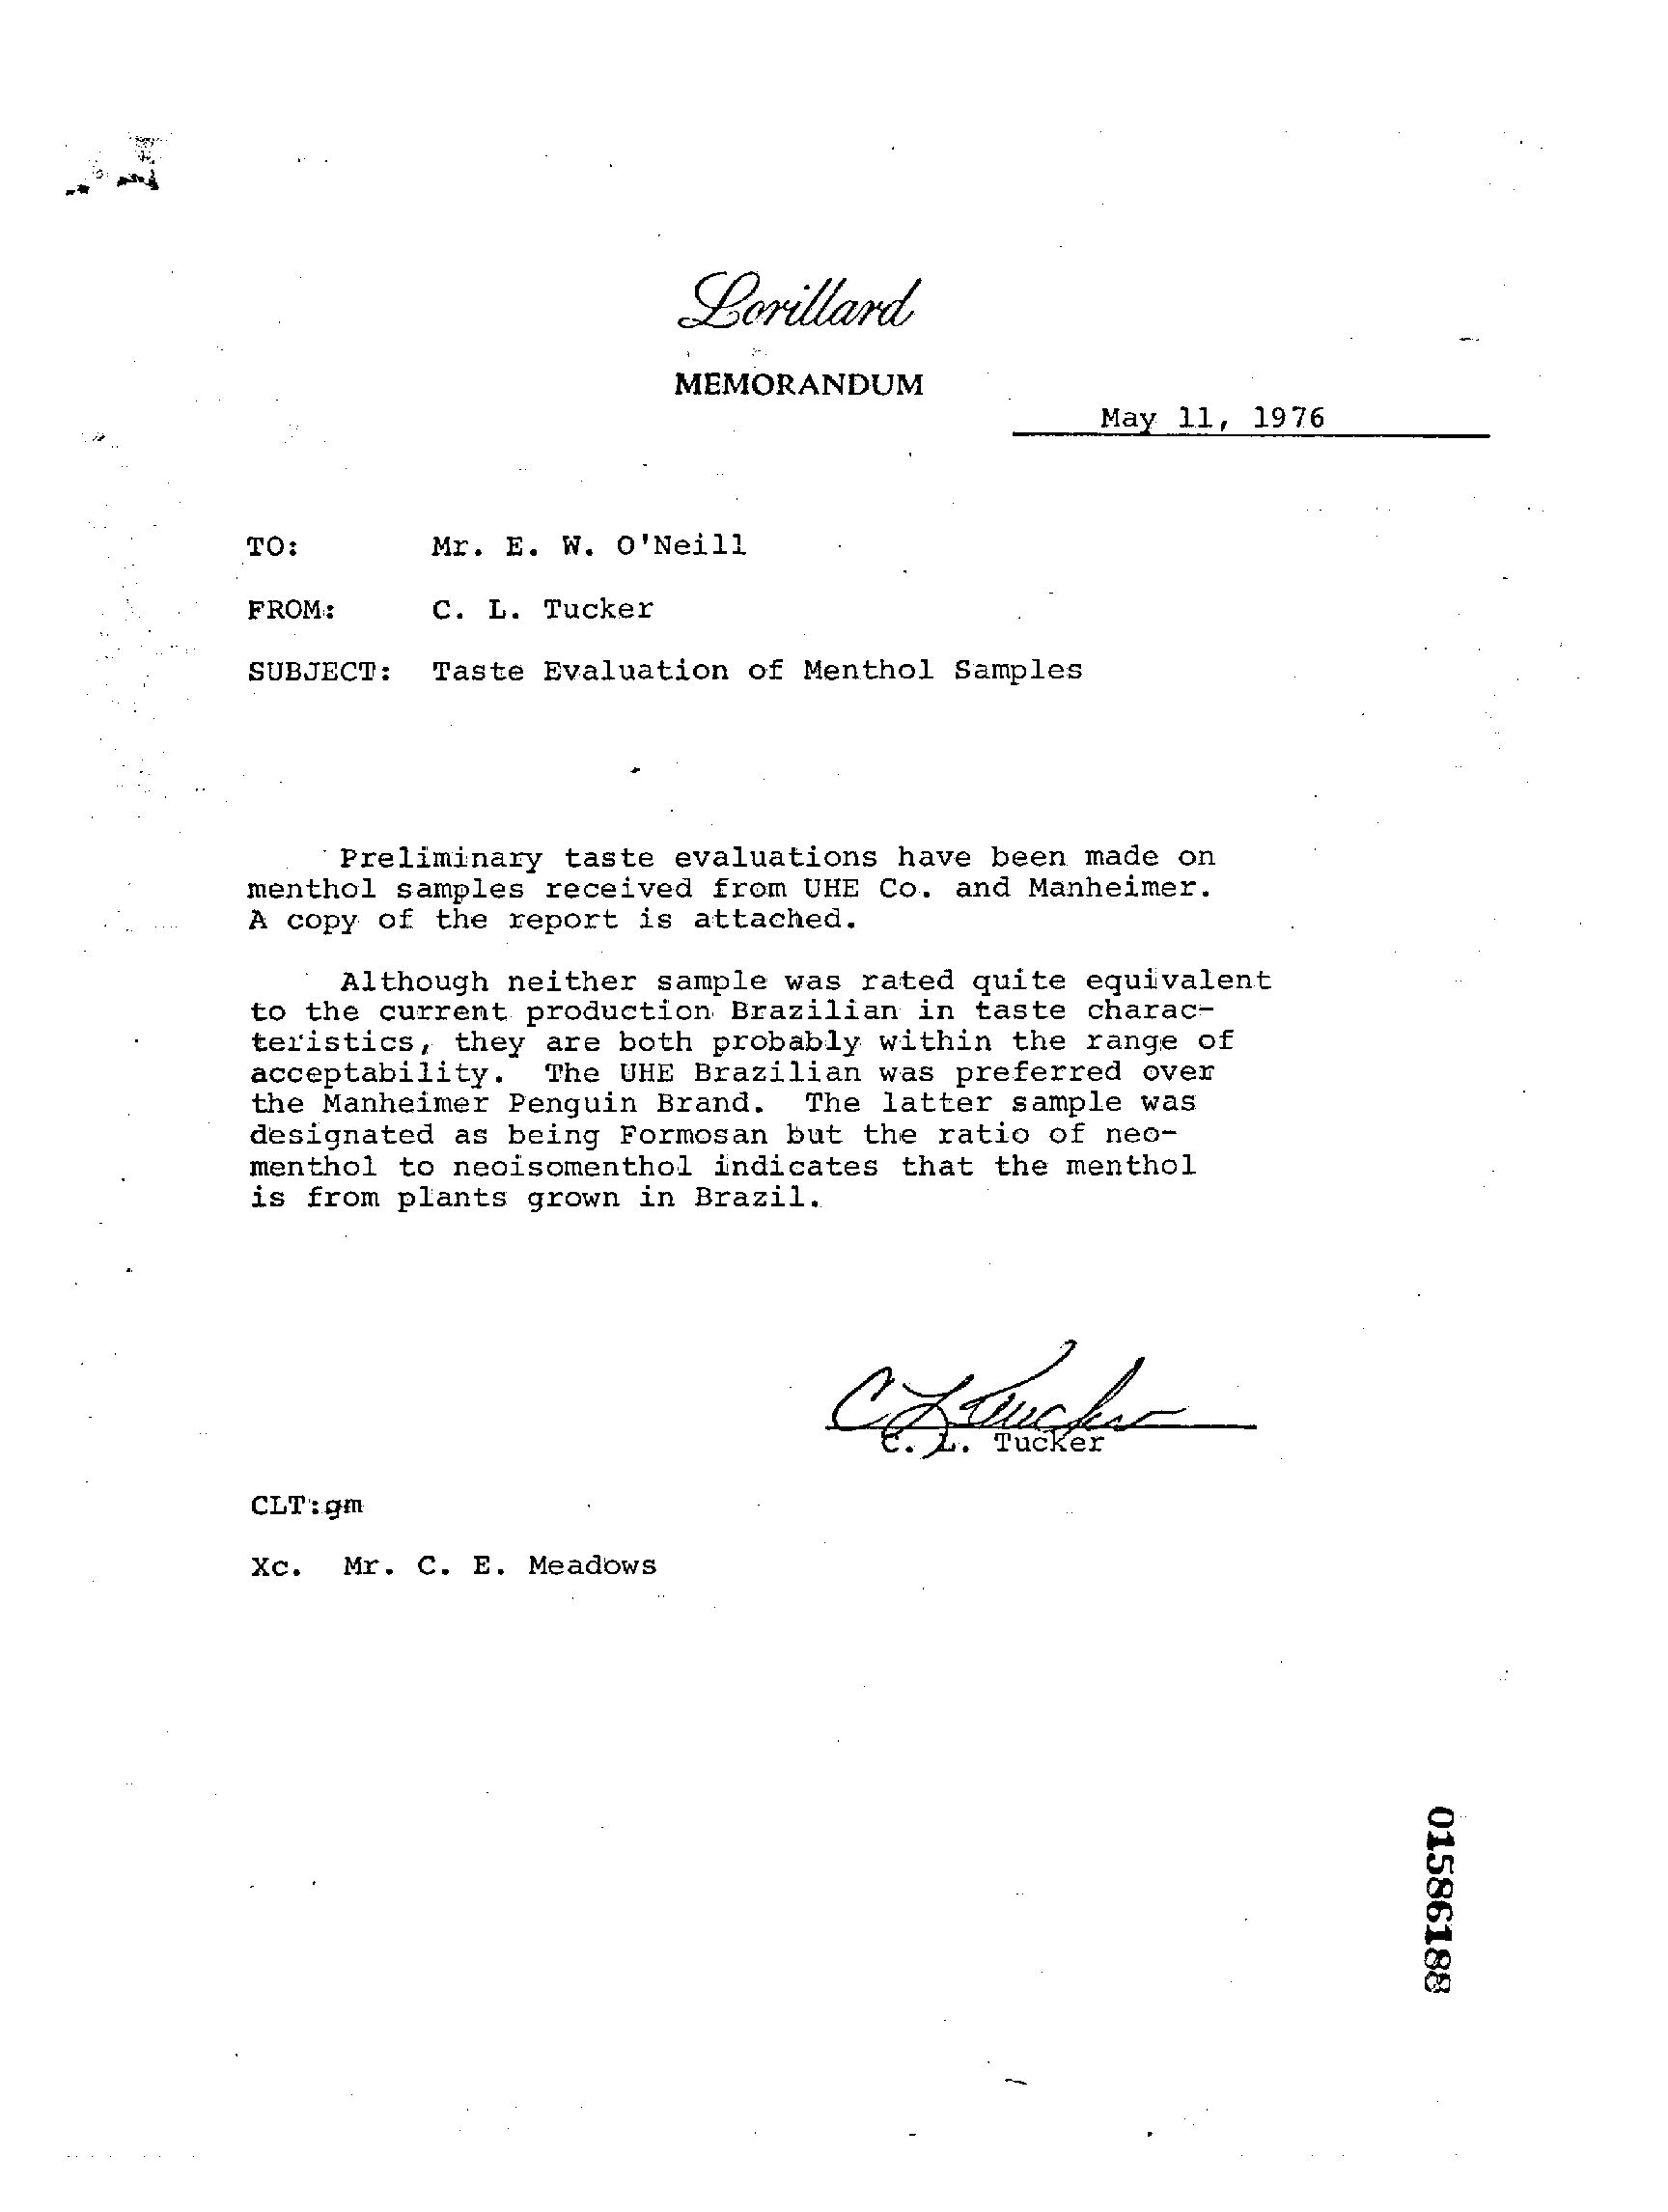 Lorillard
MEMORANDUM
May 11, 1976
TO: Mr. E. W. O'Neill
FROM: C. L. Tucker
SUBJECT: Taste Evaluation of Menthol Samples
Preliminary taste evaluations have been made on
menthol samples received from UHE Co. and Manheimer.
A copy of the report is attached.
Although neither sample was rated quite equivalent
to the current production Brazilian in taste charac-
teristics, they are both probably within the range of
acceptability. The UHE Brazilian was preferred over
the Manheimer Penguin Brand. The latter sample was
designated as being Formosan but the ratio of neo-
menthol to neoisomenthol indicates that the menthol
is from plants grown in Brazil.
C L Tucker
C. L. Tucker
CLT:gm
Xc. Mr. C. E. Meadows
01586188